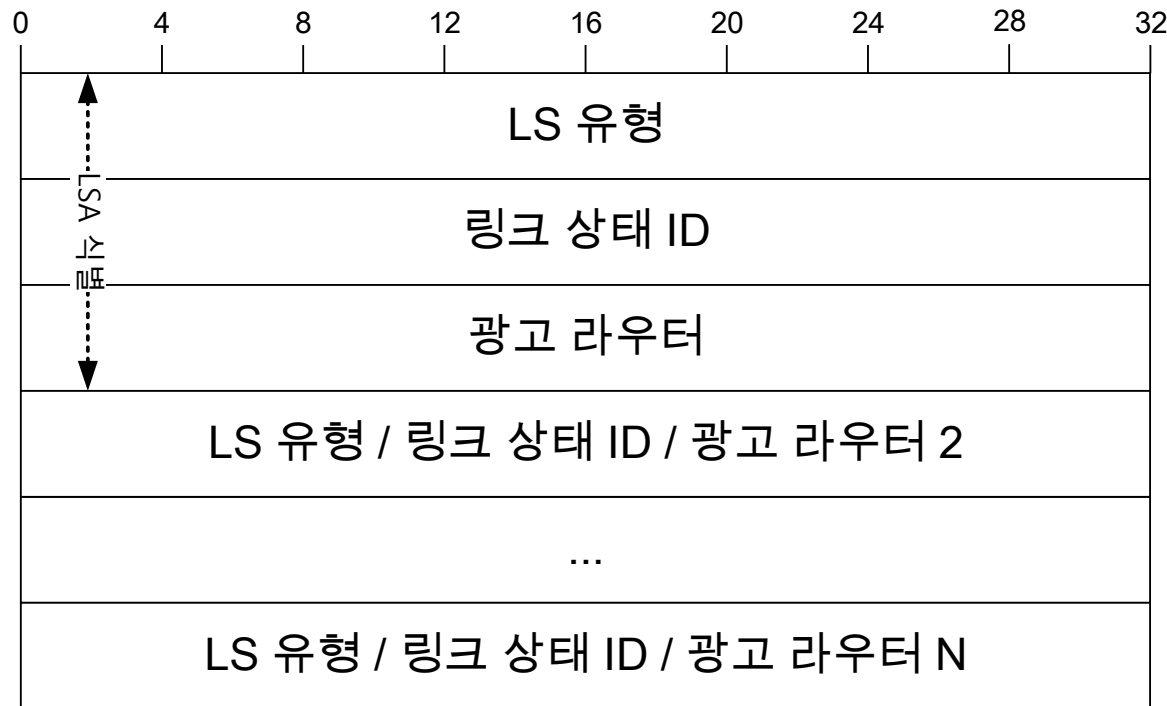 0 4 8 12 16 20 24 28 32
LS 유형
LSA 식별
링크 상태 ID
광고 라우터
LS 유형 / 링크 상태 ID / 광고 라우터 2
...
LS 유형 / 링크 상태 ID / 광고 라우터 N